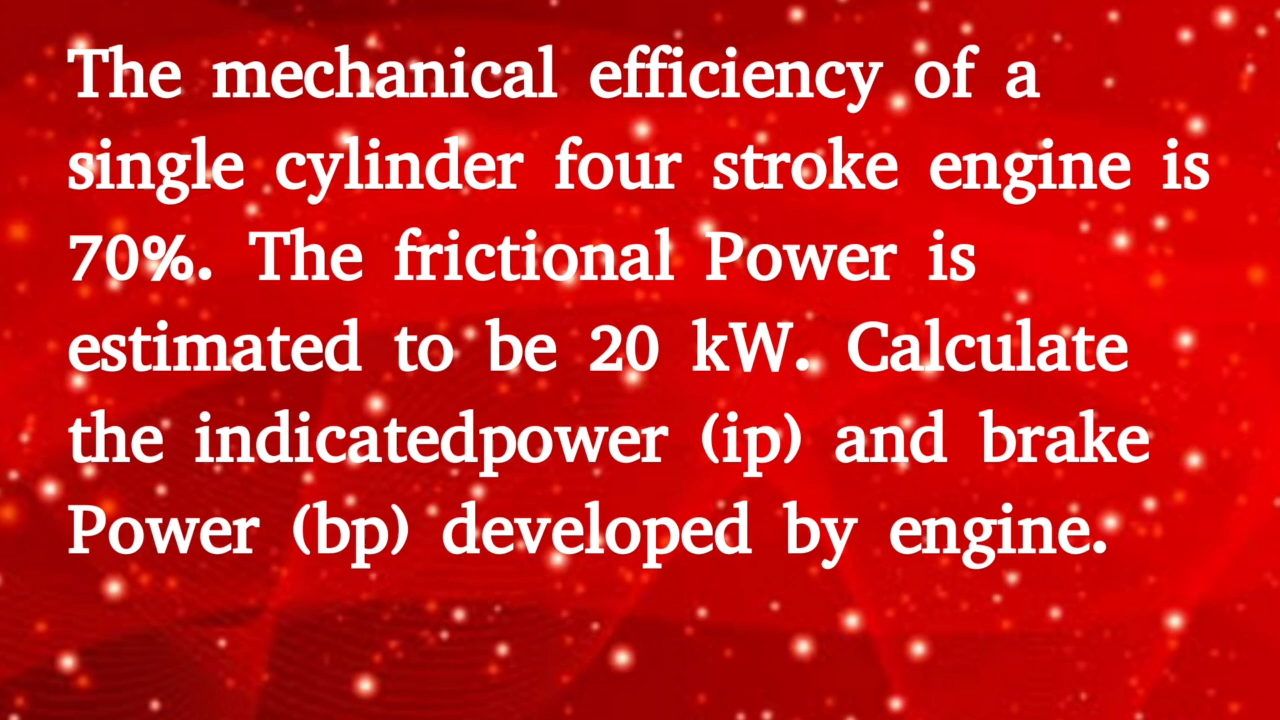 The mechanical efficiency of a
single cylinder four stroke engine is
70%. The frictional Power is
estimated to be 20 kW. Calculate
the indicatedpower (ip) and brake
Power (bp) developed by engine.